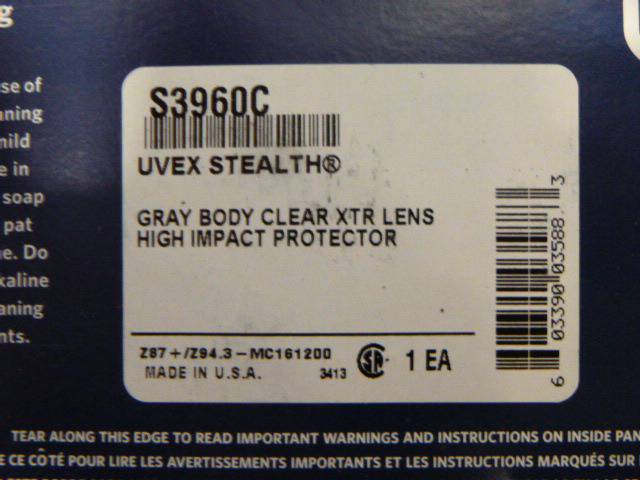 g
se of
aning
mild
e in
soap
pat
e. Do
kaline
aning
nts.
S3960C
UVEX STEALTH®
GRAY BODY CLEAR XTR LENS
HIGH IMPACT PROTECTOR
Z87+/Z94.3-MC161200
MADE IN U.S.A. 3413
SA 1 EA
6 03390 03588 3
TEAR ALONG THIS EDGE TO READ IMPORTANT WARNINGS AND INSTRUCTIONS ON INSIDE PAN
E CE CÔTÉ POUR LIRE LES AVERTISSEMENTS IMPORTANTS ET LES INSTRUCTIONS MARQUÉS SUR